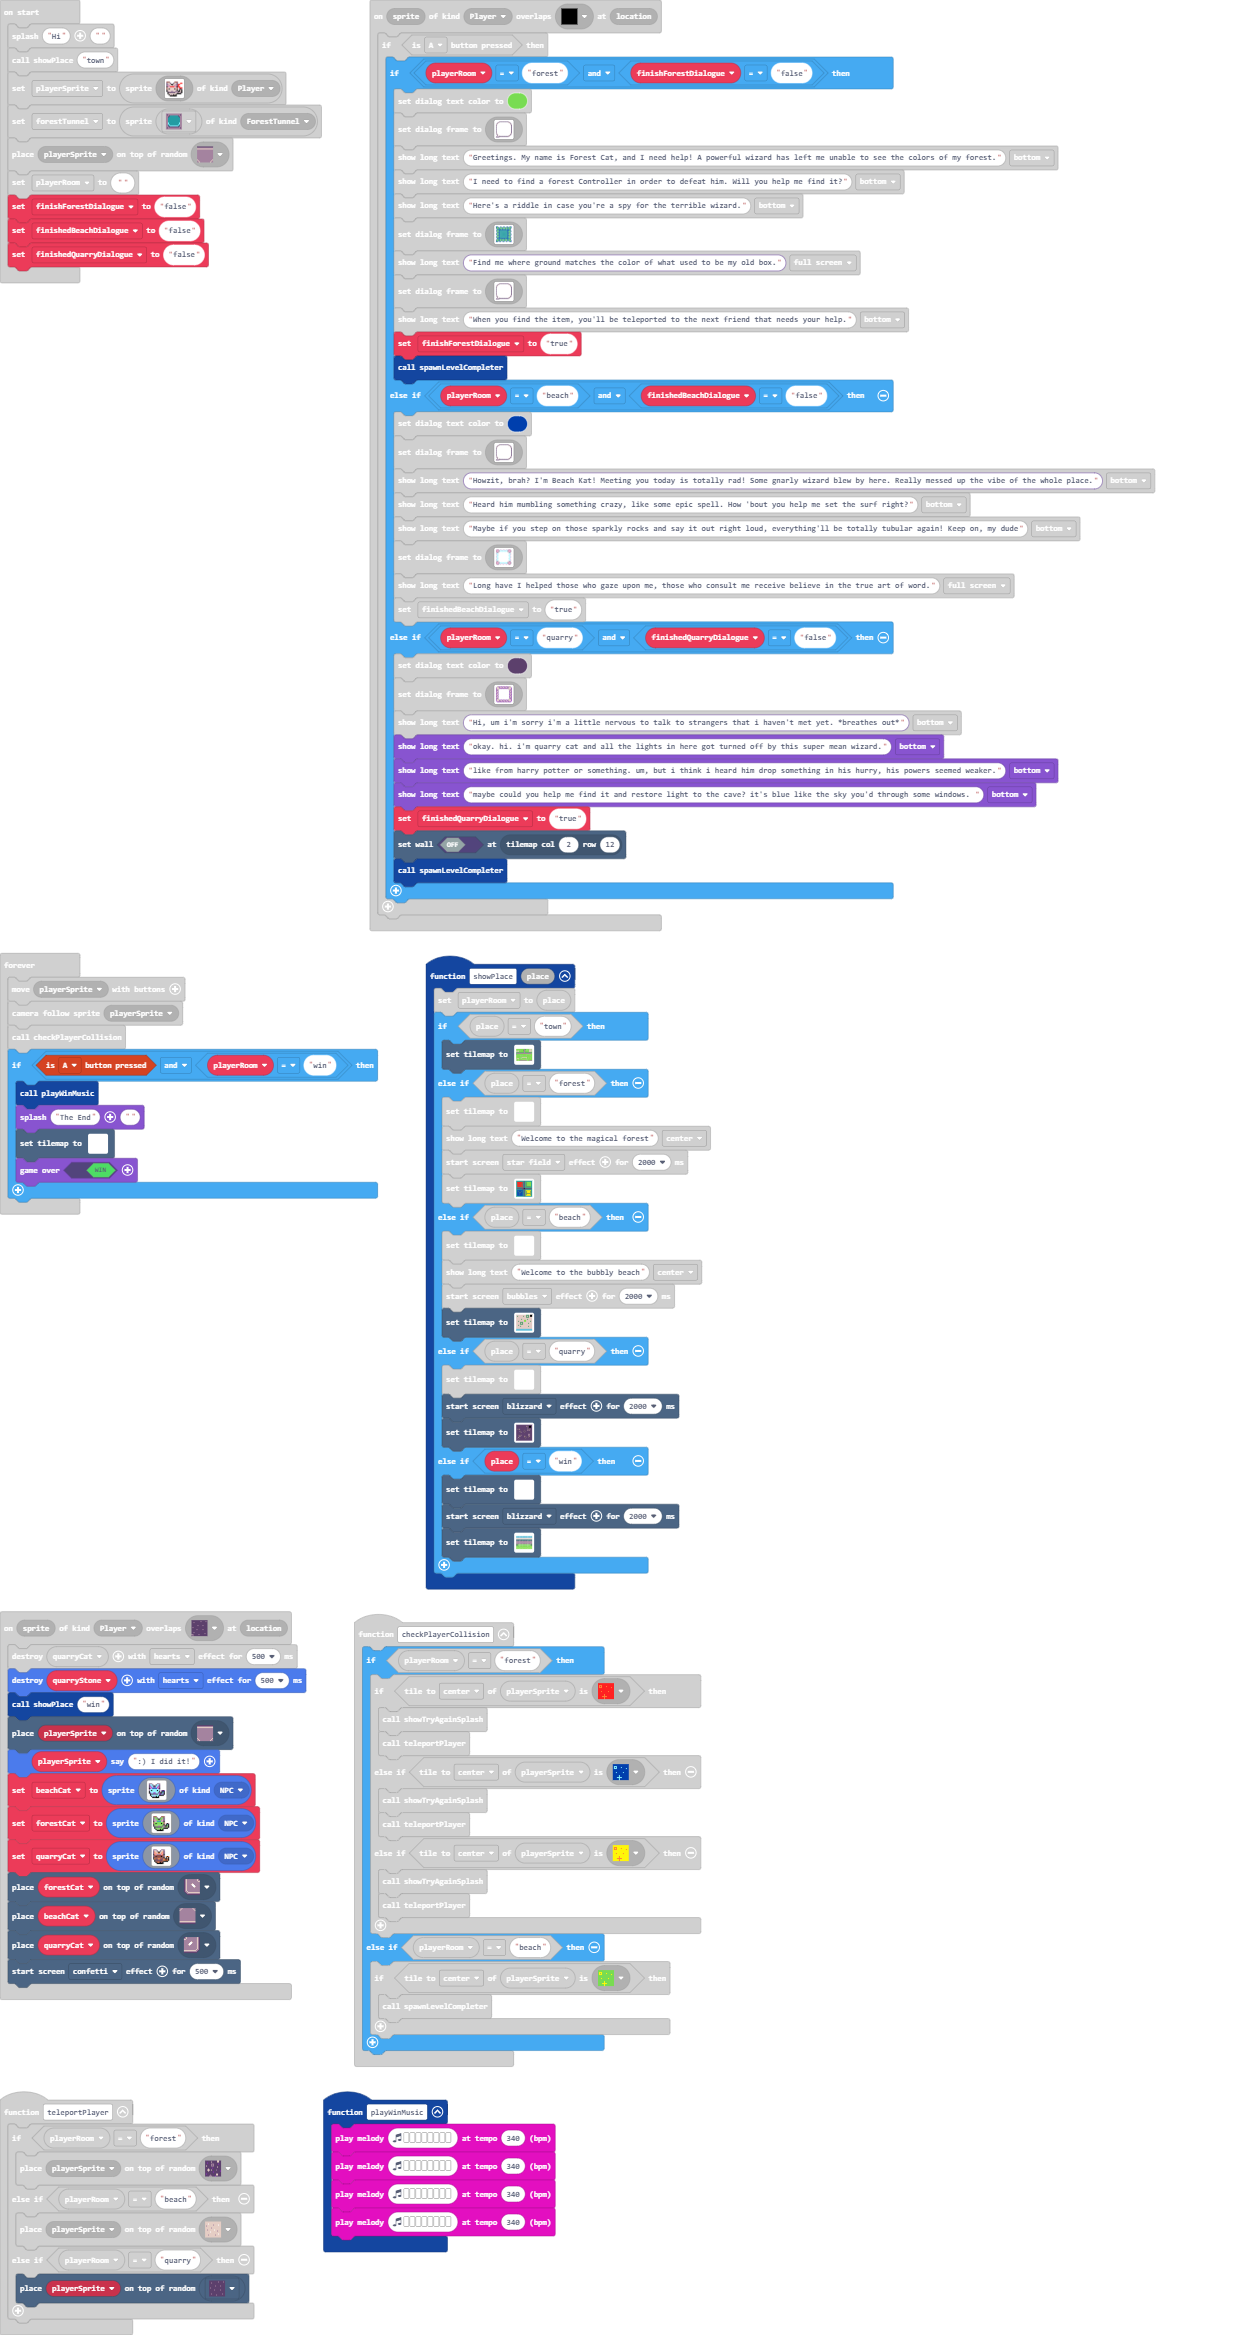 on start
splash "Hi" ""
call showPlace "town"
set playerSprite to sprite of kind Player
set forestTunnel to sprite of kind ForestTunnel
place playerSprite on top of random
set playerRoom to ""
set finishForestDialogue to "false"
set finishedBeachDialogue to "false"
set finishedQuarryDialogue to "false"
on sprite of kind Player overlaps at location
if is A button pressed then
if playerRoom = "forest" and finishForestDialogue = "false" then
set dialog text color to
set dialog frame to
show long text "Greetings. My name is Forest Cat, and I need help! A powerful wizard has left me unable to see the colors of my forest." bottom
show long text "I need to find a forest Controller in order to defeat him. Will you help me find it?" bottom
show long text "Here's a riddle in case you're a spy for the terrible wizard." bottom
set dialog frame to
show long text "Find me where ground matches the color of what used to be my old box." full screen
set dialog frame to
show long text "When you find the item, you'll be teleported to the next friend that needs your help." bottom
set finishForestDialogue to "true"
call spawnLevelCompleter
else if playerRoom = "beach" and finishedBeachDialogue = "false" then
set dialog text color to
set dialog frame to
show long text "Howzit, brah? I'm Beach Kat! Meeting you today is totally rad! Some gnarly wizard blew by here. Really messed up the vibe of the whole place." bottom
show long text "Heard him mumbling something crazy, like some epic spell. How 'bout you help me set the surf right?" bottom
show long text "Maybe if you step on those sparkly rocks and say it out right loud, everything'll be totally tubular again! Keep on, my dude" bottom
set dialog frame to
show long text "Long have I helped those who gaze upon me, those who consult me receive believe in the true art of word." full screen
set finishedBeachDialogue to "true"
else if playerRoom = "quarry" and finishedQuarryDialogue = "false" then
set dialog text color to
set dialog frame to
show long text "Hi, um i'm sorry i'm a little nervous to talk to strangers that i haven't met yet. *breathes out*" bottom
show long text "okay. hi. i'm quarry cat and all the lights in here got turned off by this super mean wizard." bottom
show long text "like from harry potter or something. um, but i think i heard him drop something in his hurry, his powers seemed weaker." bottom
show long text "maybe could you help me find it and restore light to the cave? it's blue like the sky you'd through some windows. " bottom
set finishedQuarryDialogue to "true"
set wall OFF at tilemap col 2 row 12
call spawnLevelCompleter
forever
move playerSprite with buttons
camera follow sprite playerSprite
call checkPlayerCollision
if is A button pressed and playerRoom = "win" then
call playWinMusic
splash "The End" ""
set tilemap to
game over WIN
function showPlace place
set playerRoom to place
if place = "town" then
set tilemap to
else if place = "forest" then
set tilemap to
show long text "Welcome to the magical forest" center
start screen star field effect for 2000 ms
set tilemap to
else if place = "beach" then
set tilemap to
show long text "Welcome to the bubbly beach" center
start screen bubbles effect for 2000 ms
set tilemap to
else if place = "quarry" then
set tilemap to
start screen blizzard effect for 2000 ms
set tilemap to
else if place = "win" then
set tilemap to
start screen blizzard effect for 2000 ms
set tilemap to
on sprite of kind Player overlaps at location
destroy quarryCat with hearts effect for 500 ms
destroy quarryStone with hearts effect for 500 ms
call showPlace "win"
place playerSprite on top of random
playerSprite say ":) I did it!"
set beachCat to sprite of kind NPC
set forestCat to sprite of kind NPC
set quarryCat to sprite of kind NPC
place forestCat on top of random
place beachCat on top of random
place quarryCat on top of random
start screen confetti effect for 500 ms
function checkPlayerCollision
if playerRoom = "forest" then
if tile to center of playerSprite is then
call showTryAgainSplash
call teleportPlayer
else if tile to center of playerSprite is then
call showTryAgainSplash
call teleportPlayer
else if tile to center of playerSprite is then
call showTryAgainSplash
call teleportPlayer
else if playerRoom = "beach" then
if tile to center of playerSprite is then
call spawnLevelCompleter
function teleportPlayer
if playerRoom = "forest" then
place playerSprite on top of random
else if playerRoom = "beach" then
place playerSprite on top of random
else if playerRoom = "quarry" then
place playerSprite on top of random
function playWinMusic
play melody at tempo 340 (bpm)
play melody at tempo 340 (bpm)
play melody at tempo 340 (bpm)
play melody at tempo 340 (bpm)